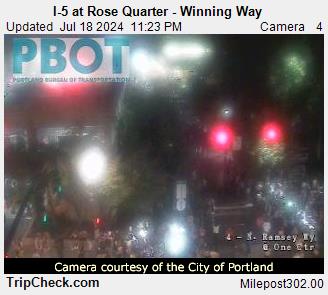 I-5 at Rose Quarter - Winning Way
Updated Jul 18 2024 11:23 PM Camera 4
PBOT
PORTLAND BUREAU OF TRANSPORTATION
4 - N. Ramsey Wy
@ One Ctr
Camera courtesy of the City of Portland
TripCheck.com Milepost302.00